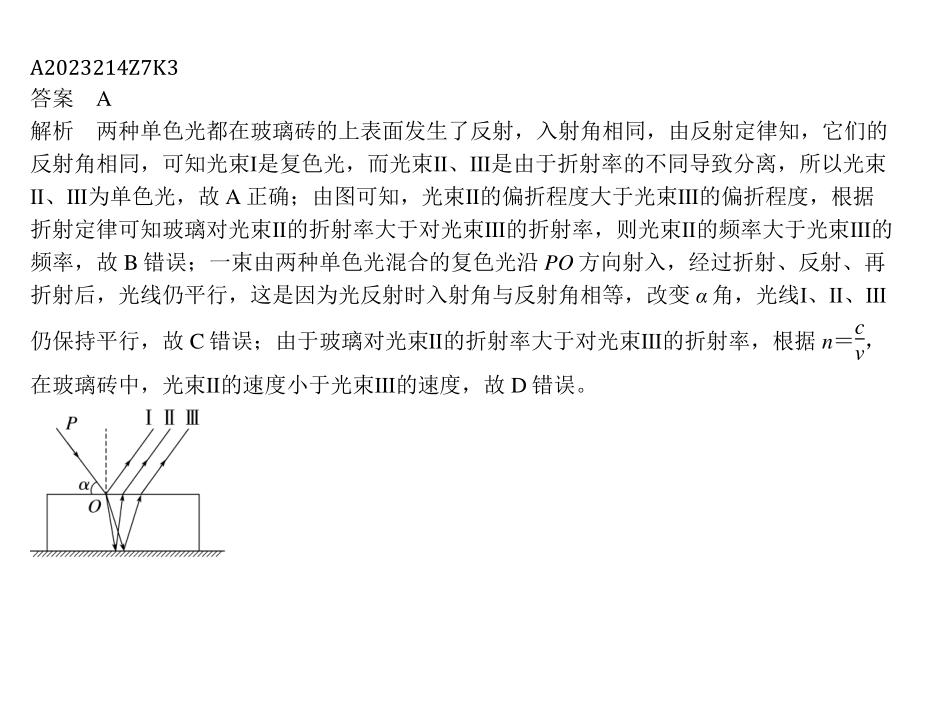 A2023214Z7K3
答案 A
解析 两种单色光都在玻璃砖的上表面发生了反射，入射角相同，由反射定律知，它们的
反射角相同，可知光束Ⅰ是复色光，而光束Ⅱ、Ⅲ是由于折射率的不同导致分离，所以光束
Ⅱ、Ⅲ为单色光，故 A 正确；由图可知，光束Ⅱ的偏折程度大于光束Ⅲ的偏折程度，根据
折射定律可知玻璃对光束Ⅱ的折射率大于对光束Ⅲ的折射率，则光束Ⅱ的频率大于光束Ⅲ的
频率，故 B 错误；一束由两种单色光混合的复色光沿 PO 方向射入，经过折射、反射、再
折射后，光线仍平行，这是因为光反射时入射角与反射角相等，改变 α 角，光线Ⅰ、Ⅱ、Ⅲ
仍保持平行，故 C 错误；由于玻璃对光束Ⅱ的折射率大于对光束Ⅲ的折射率，根据 n＝c/v，
在玻璃砖中，光束Ⅱ的速度小于光束Ⅲ的速度，故 D 错误。
P Ⅰ Ⅱ Ⅲ
α
O